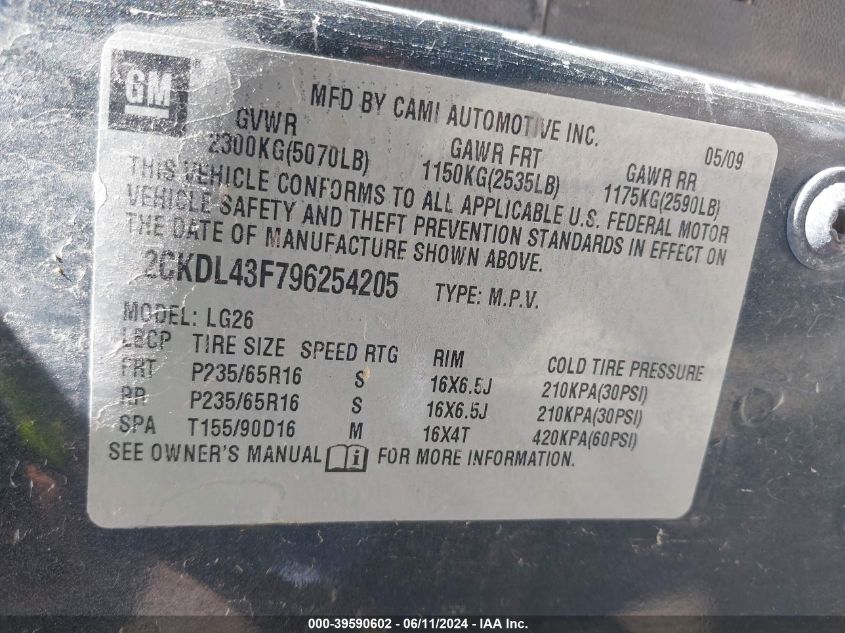 GM
MFD BY CAMI AUTOMOTIVE INC. 05/09
GVWR GAWR FRT GAWR RR
2300KG(5070LB) 1150KG(2535LB) 1175KG(2590LB)
THIS VEHICLE CONFORMS TO ALL APPLICABLE U.S. FEDERAL MOTOR
VEHICLE SAFETY AND THEFT PREVENTION STANDARDS IN EFFECT ON
THE DATE OF MANUFACTURE SHOWN ABOVE.
2CKDL43F796254205 TYPE: M.P.V.
MODEL: LG26
LBCP TIRE SIZE SPEED RTG RIM COLD TIRE PRESSURE
FRT P235/65R16 S 16X6.5J 210KPA(30PSI)
RR P235/65R16 S 16X6.5J 210KPA(30PSI)
SPA T155/90D16 M 16X4T 420KPA(60PSI)
SEE OWNER'S MANUAL i FOR MORE INFORMATION.
000-39590602 - 06/11/2024 - IAA Inc.